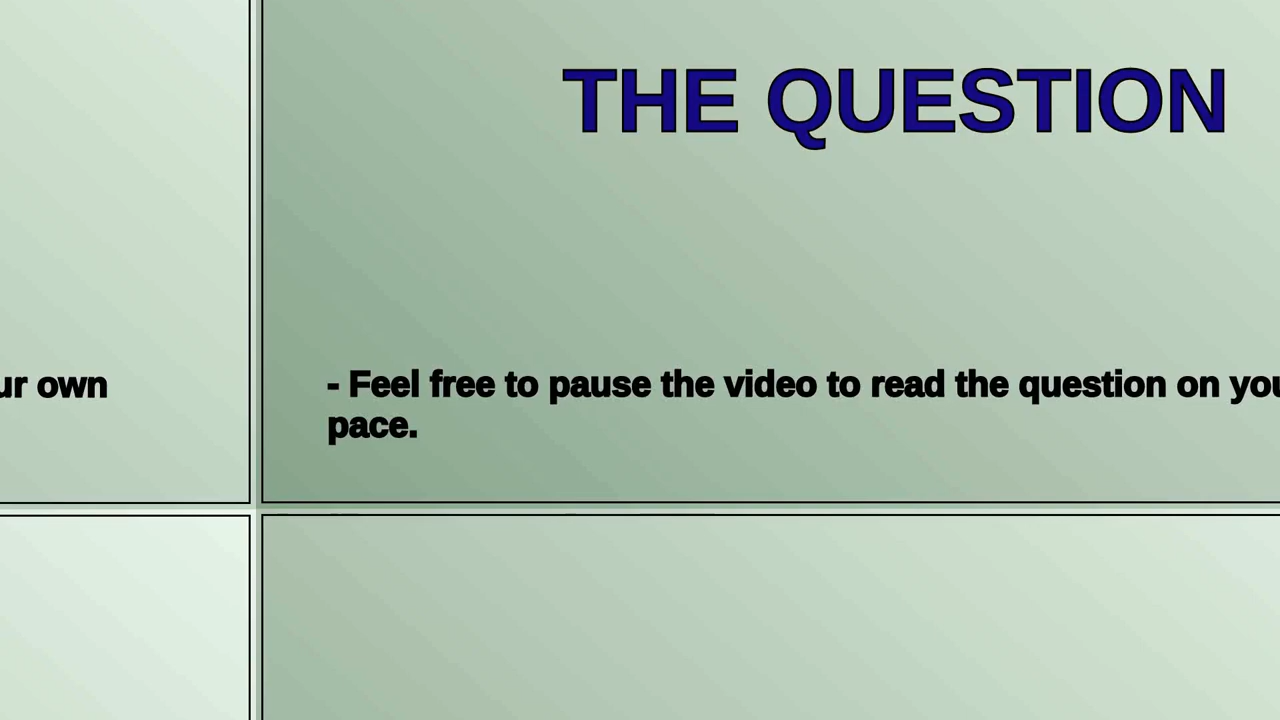 THE QUESTION
ur own
- Feel free to pause the video to read the question on you
pace.